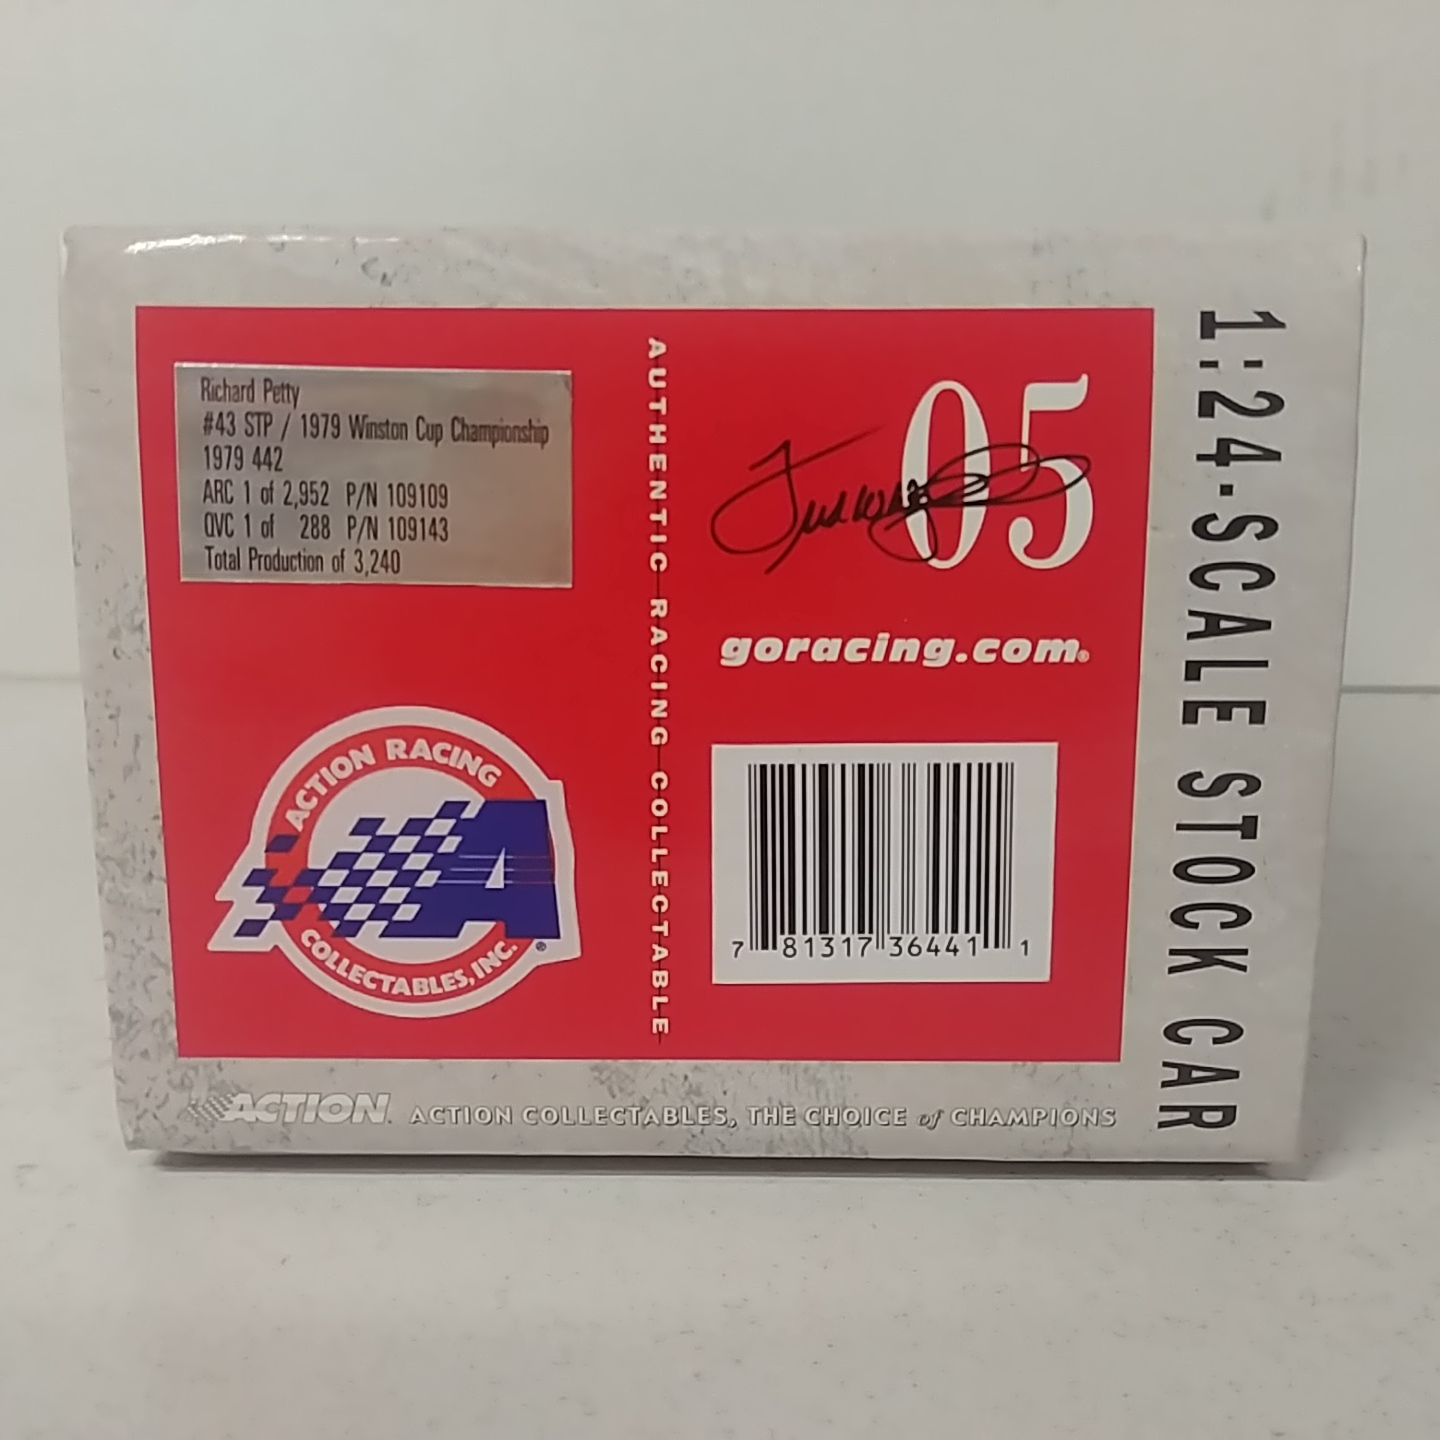 Richard Petty
#43 STP / 1979 Winston Cup Championship
1979 442
ARC 1 of 2,952 P/N 109109
QVC 1 of 288 P/N 109143
Total Production of 3,240
AUTHENTIC RACING COLLECTABLE
05
goracing.com®
ACTION RACING
A
COLLECTABLES, INC.®
7 81317 36441 1
1:24-SCALE STOCK CAR
ACTION. ACTION COLLECTABLES, THE CHOICE of CHAMPIONS